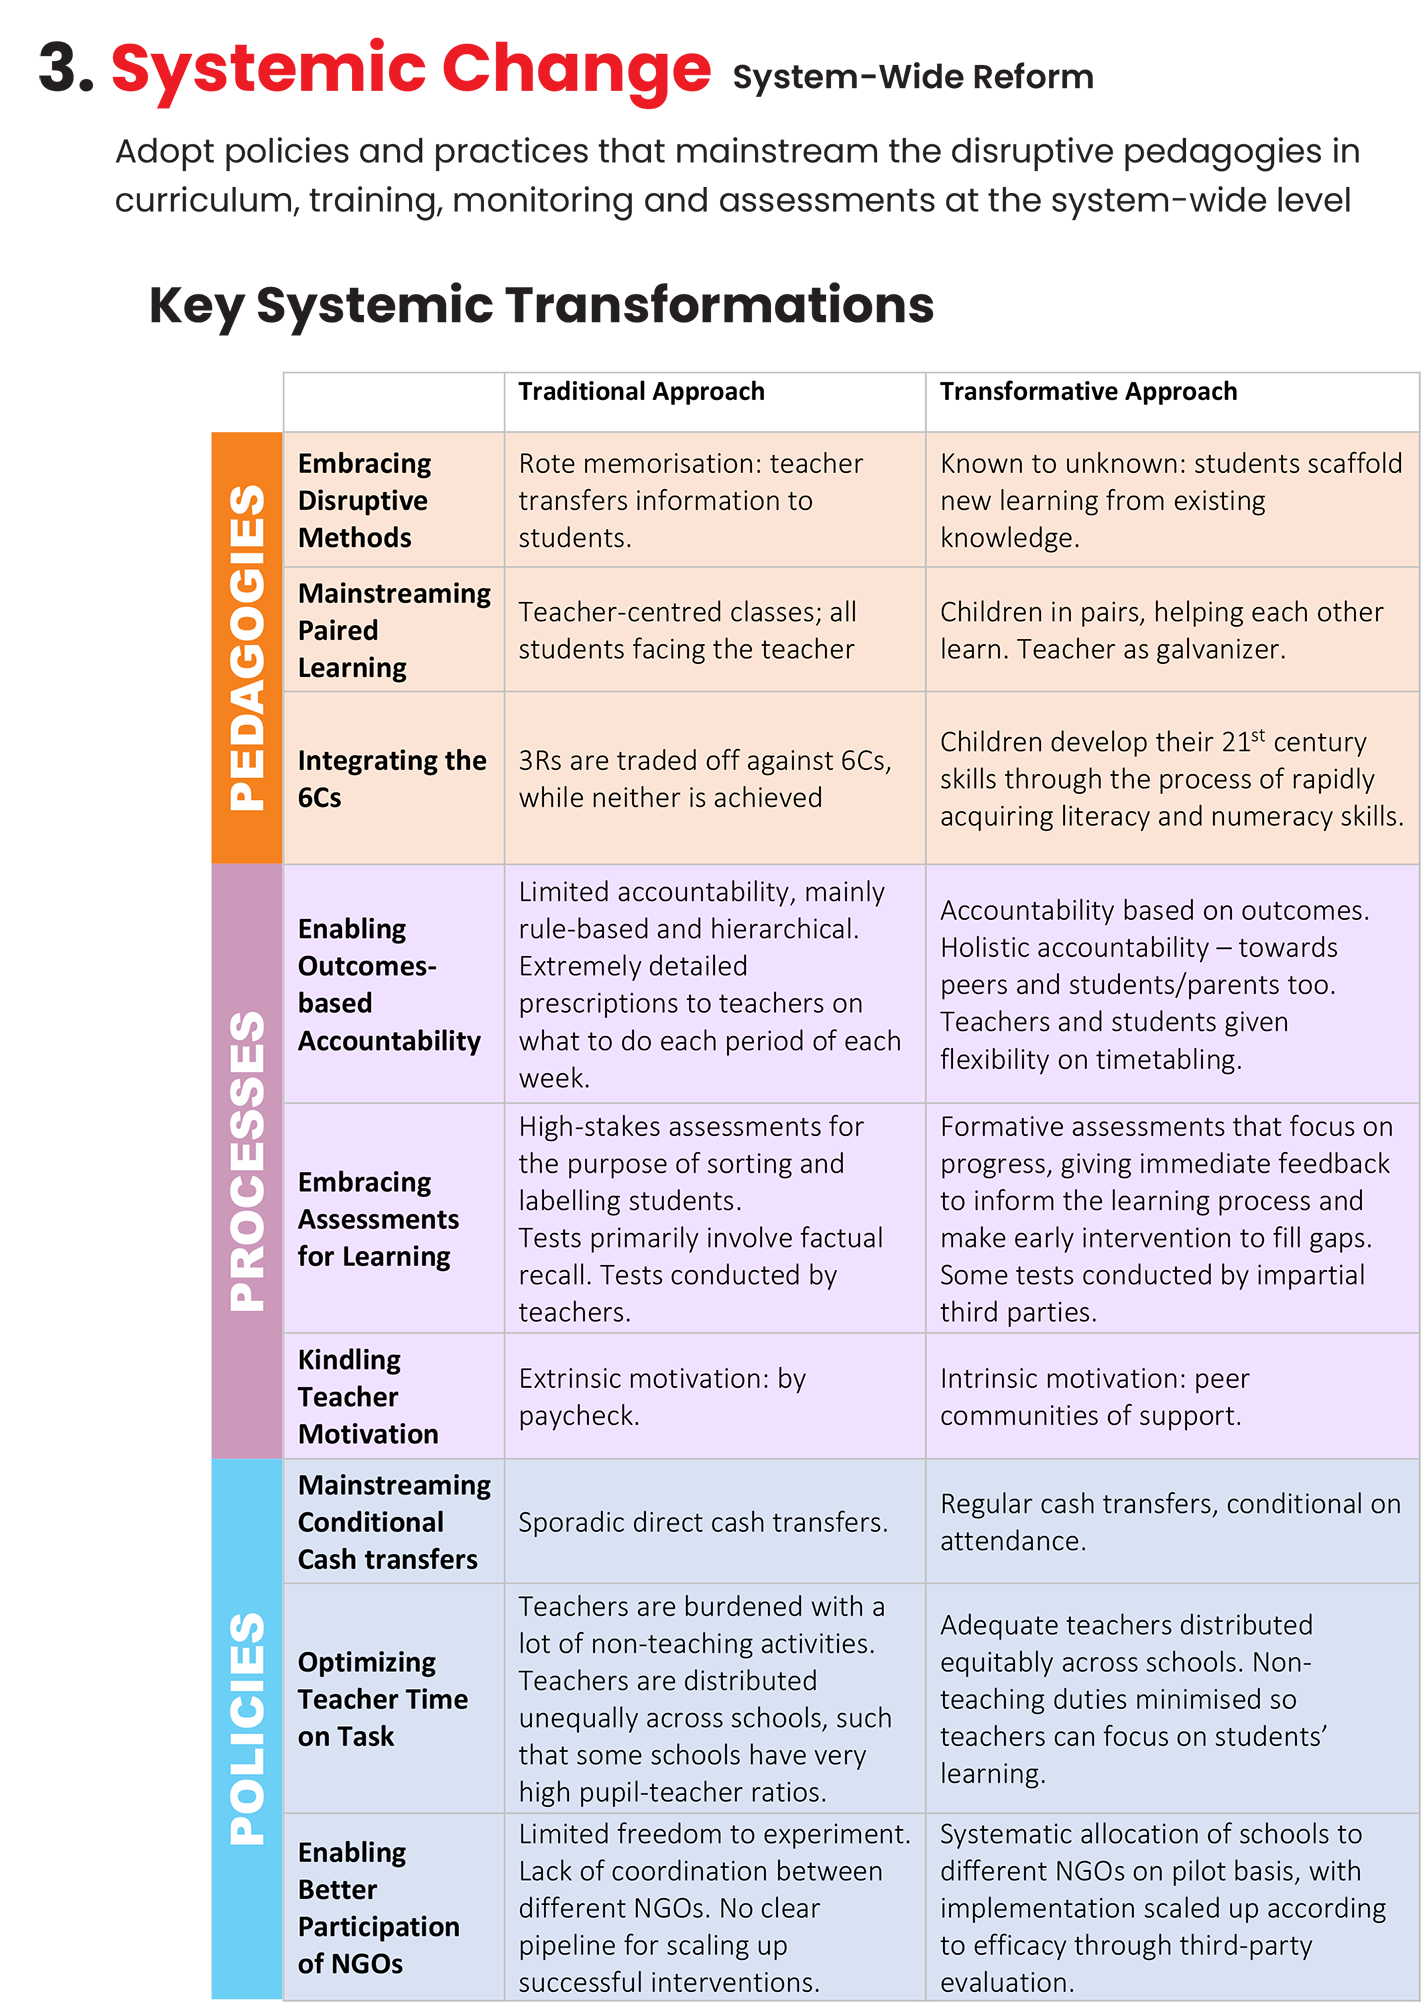 3. Systemic Change System-Wide Reform
Adopt policies and practices that mainstream the disruptive pedagogies in
curriculum, training, monitoring and assessments at the system-wide level
Key Systemic Transformations
Traditional Approach
Transformative Approach
PEDAGOGIES
Embracing
Disruptive
Methods
Rote memorisation: teacher
transfers information to
students.
Known to unknown: students scaffold
new learning from existing
knowledge.
Mainstreaming
Paired
Learning
Teacher-centred classes; all
students facing the teacher
Children in pairs, helping each other
learn. Teacher as galvanizer.
Integrating the
6Cs
3Rs are traded off against 6Cs,
while neither is achieved
Children develop their 21st century
skills through the process of rapidly
acquiring literacy and numeracy skills.
PROCESSES
Enabling
Outcomes-
based
Accountability
Limited accountability, mainly
rule-based and hierarchical.
Extremely detailed
prescriptions to teachers on
what to do each period of each
week.
Accountability based on outcomes.
Holistic accountability – towards
peers and students/parents too.
Teachers and students given
flexibility on timetabling.
Embracing
Assessments
for Learning
High-stakes assessments for
the purpose of sorting and
labelling students.
Tests primarily involve factual
recall. Tests conducted by
teachers.
Formative assessments that focus on
progress, giving immediate feedback
to inform the learning process and
make early intervention to fill gaps.
Some tests conducted by impartial
third parties.
Kindling
Teacher
Motivation
Extrinsic motivation: by
paycheck.
Intrinsic motivation: peer
communities of support.
POLICIES
Mainstreaming
Conditional
Cash transfers
Sporadic direct cash transfers.
Regular cash transfers, conditional on
attendance.
Optimizing
Teacher Time
on Task
Teachers are burdened with a
lot of non-teaching activities.
Teachers are distributed
unequally across schools, such
that some schools have very
high pupil-teacher ratios.
Adequate teachers distributed
equitably across schools. Non-
teaching duties minimised so
teachers can focus on students’
learning.
Enabling
Better
Participation
of NGOs
Limited freedom to experiment.
Lack of coordination between
different NGOs. No clear
pipeline for scaling up
successful interventions.
Systematic allocation of schools to
different NGOs on pilot basis, with
implementation scaled up according
to efficacy through third-party
evaluation.